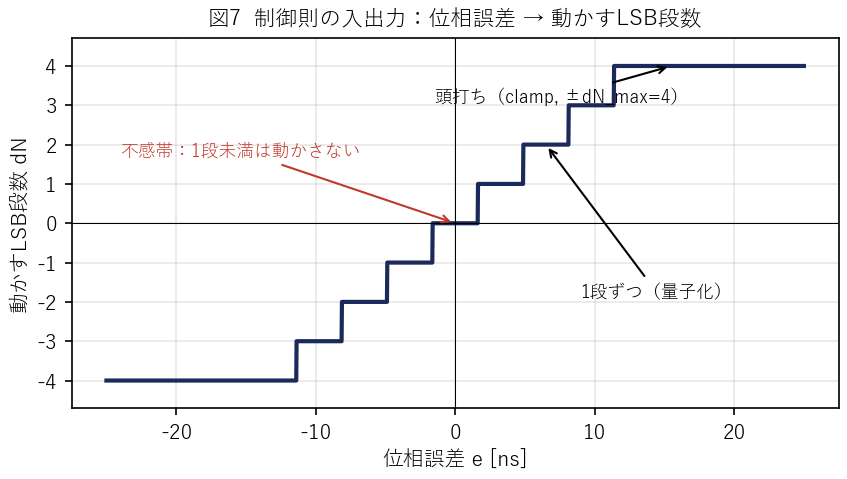 図7 制御則の入出力：位相誤差 → 動かすLSB段数
動かすLSB段数 dN
4
3
2
1
0
-1
-2
-3
-4
頭打ち（clamp, ±dN_max=4）
不感帯：1段未満は動かさない
1段ずつ（量子化）
-20
-10
0
10
20
位相誤差 e [ns]